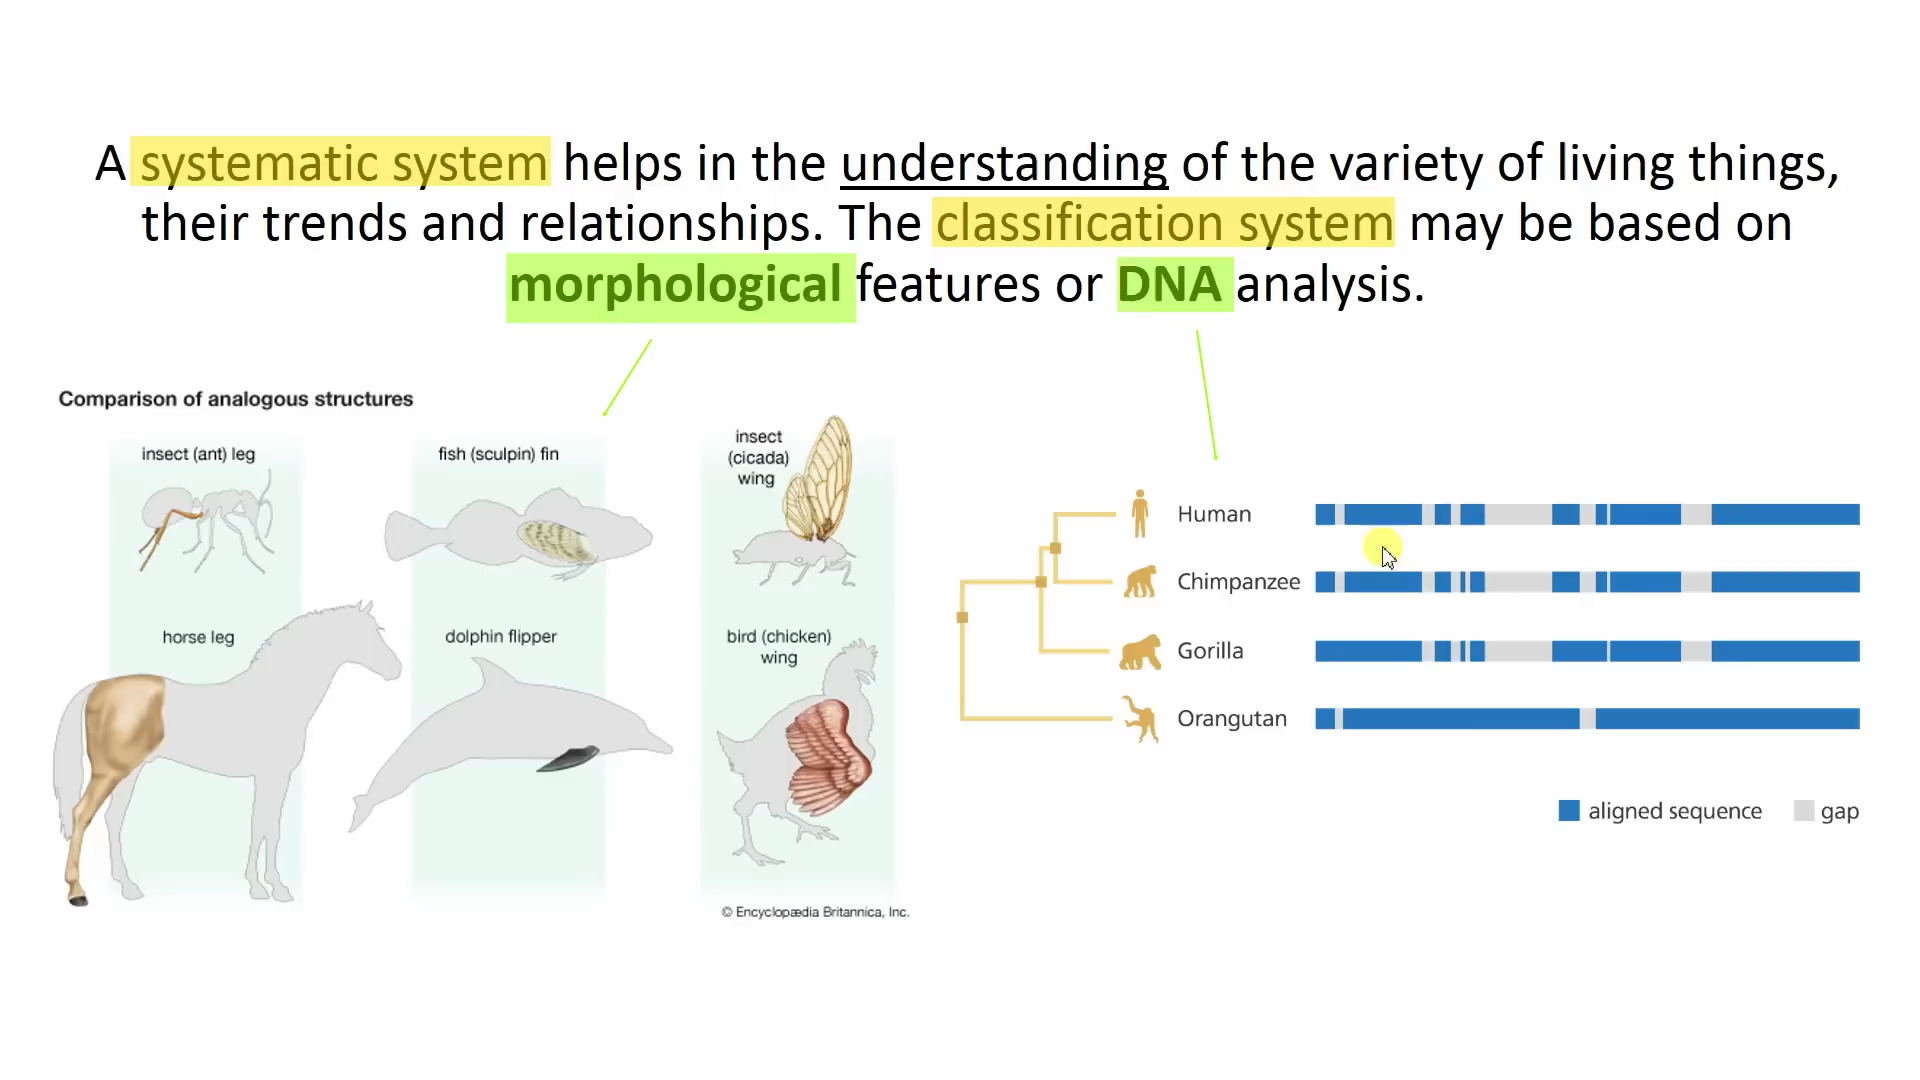 A systematic system helps in the understanding of the variety of living things,
their trends and relationships. The classification system may be based on
morphological features or DNA analysis.
Comparison of analogous structures
insect (ant) leg
fish (sculpin) fin
insect
(cicada)
wing
horse leg
dolphin flipper
bird (chicken)
wing
© Encyclopædia Britannica, Inc.
Human
Chimpanzee
Gorilla
Orangutan
aligned sequence
gap